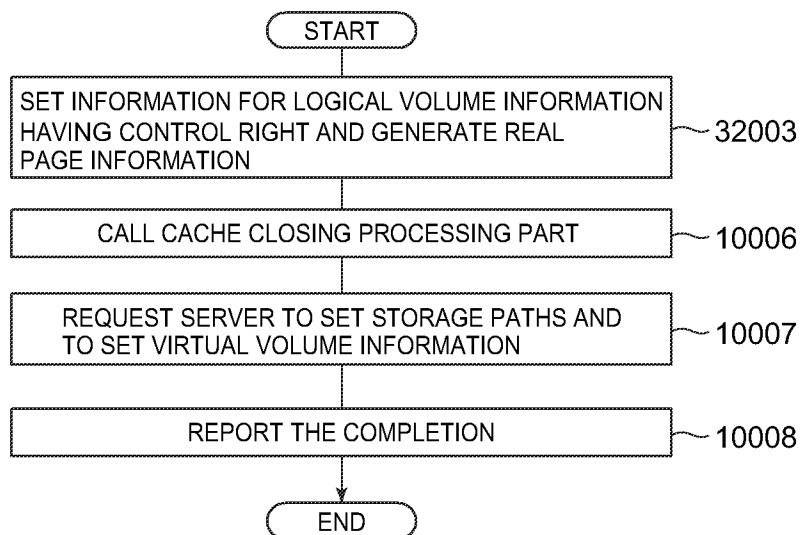 START
SET INFORMATION FOR LOGICAL VOLUME INFORMATION
HAVING CONTROL RIGHT AND GENERATE REAL
PAGE INFORMATION
32003
CALL CACHE CLOSING PROCESSING PART
10006
REQUEST SERVER TO SET STORAGE PATHS AND
TO SET VIRTUAL VOLUME INFORMATION
10007
REPORT THE COMPLETION
10008
END